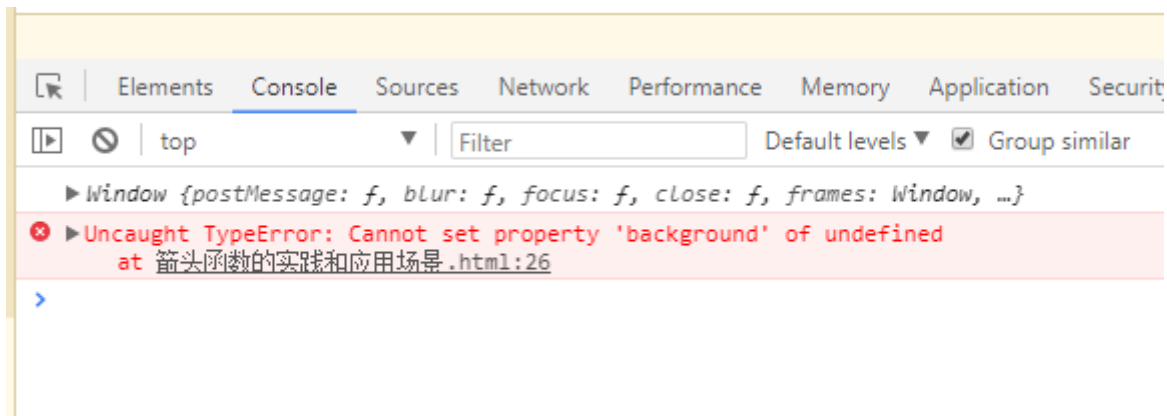 Elements Console Sources Network Performance Memory Application Security
top Filter Default levels Group similar
Window {postMessage: ƒ, blur: ƒ, focus: ƒ, close: ƒ, frames: Window, …}
Uncaught TypeError: Cannot set property 'background' of undefined
at 箭头函数的实践和应用场景.html:26